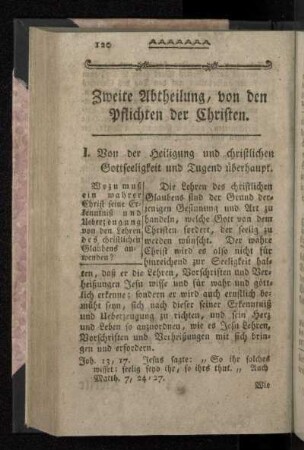 120
Zweite Abtheilung, von den
Pflichten der Christen.
I. Von der Heiligung und christlichen
Gottseeligkeit und Tugend überhaupt.
Wozu muß
ein wahrer
Christ seine Er-
kenntniß und
Ueberzeugung
von den Lehren
des christlichen
Glaubens an-
wenden?
Die Lehren des christlichen
Glaubens sind der Grund der-
jenigen Gesinnung und Art zu
handeln, welche Gott von dem
Christen fordert, der seelig zu
werden wünscht. Der wahre
Christ wird es also nicht für
hinreichend zur Seeligkeit hal-
ten, daß er die Lehren, Vorschriften und Ver-
heißungen Jesu wisse und für wahr und gött-
lich erkenne; sondern er wird auch ernstlich be-
müht seyn, sich nach dieser seiner Erkenntniß
und Ueberzeugung zu richten, und sein Herz
und Leben so anzuordnen, wie es Jesu Lehren,
Vorschriften und Verheißungen mit sich brin-
gen und erfordern.
Joh. 13, 17. Jesus sagte: „So ihr solches
wisset; seelig seyd ihr, so ihrs thut.“ Auch
Matth. 7, 24-27.
Wie